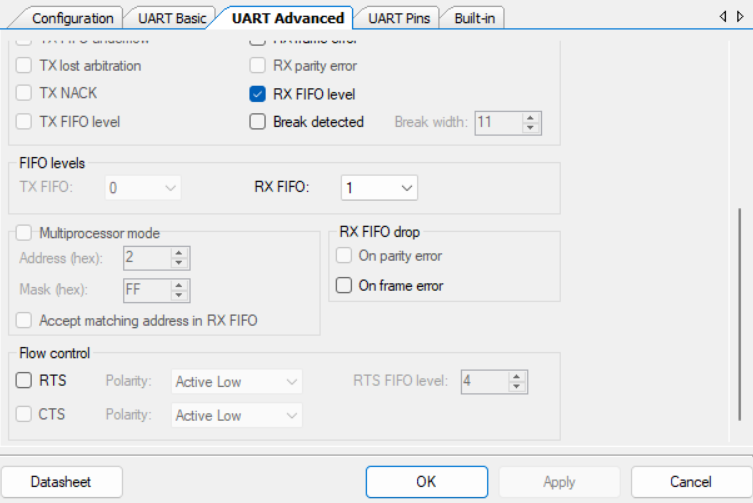 Configuration UART Basic UART Advanced UART Pins Built-in
TX lost arbitration RX parity error
TX NACK RX FIFO level
TX FIFO level Break detected Break width: 11
FIFO levels
TX FIFO: 0 RX FIFO: 1
Multiprocessor mode RX FIFO drop
Address (hex): 2 On parity error
Mask (hex): FF On frame error
Accept matching address in RX FIFO
Flow control
RTS Polarity: Active Low RTS FIFO level: 4
CTS Polarity: Active Low
Datasheet OK Apply Cancel